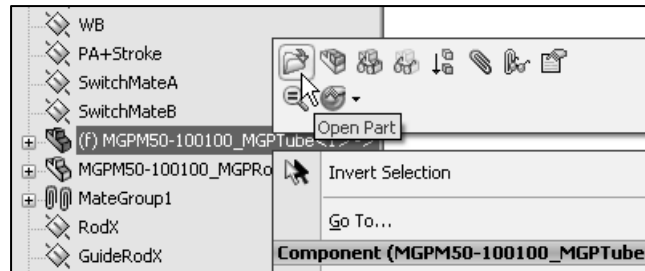 WB
PA+Stroke
SwitchMateA
SwitchMateB
Open Part
(f) MGPM50-100100_MGPTube<1> ->
MGPM50-100100_MGPRo
Invert Selection
MateGroup1
RodX
Go To...
GuideRodX
Component (MGPM50-100100_MGPTube